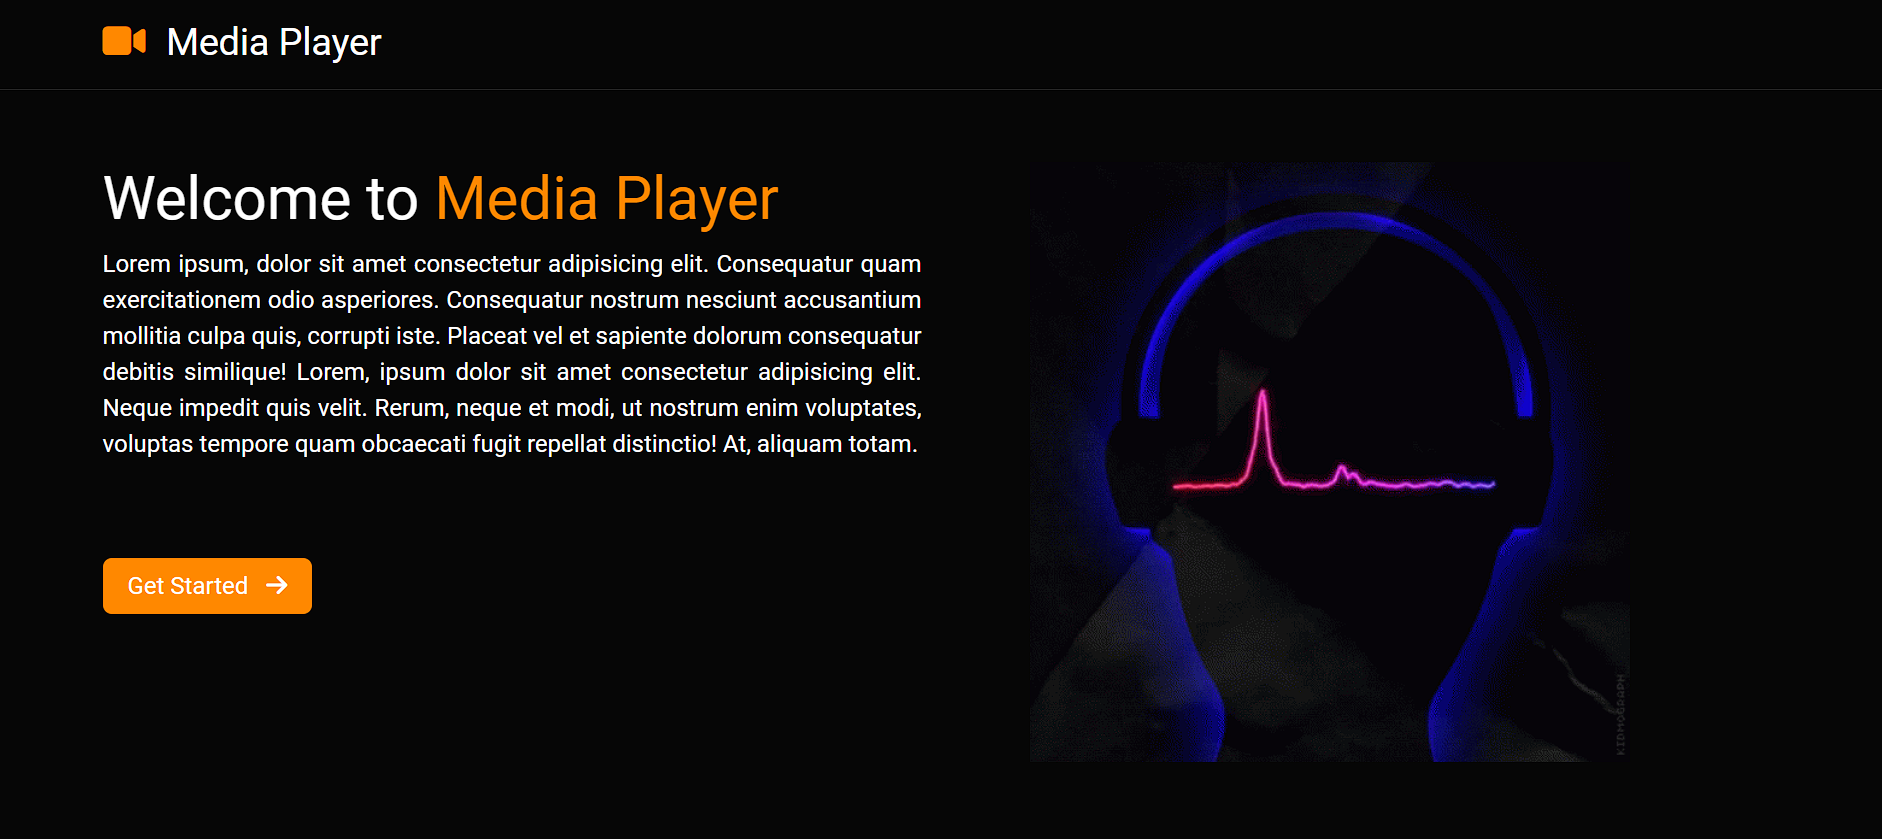 Media Player
Welcome to Media Player
Lorem ipsum, dolor sit amet consectetur adipisicing elit. Consequatur quam
exercitationem odio asperiores. Consequatur nostrum nesciunt accusantium
mollitia culpa quis, corrupti iste. Placeat vel et sapiente dolorum consequatur
debitis similique! Lorem, ipsum dolor sit amet consectetur adipisicing elit.
Neque impedit quis velit. Rerum, neque et modi, ut nostrum enim voluptates,
voluptas tempore quam obcaecati fugit repellat distinctio! At, aliquam totam.
Get Started
KIDMOGRAPH